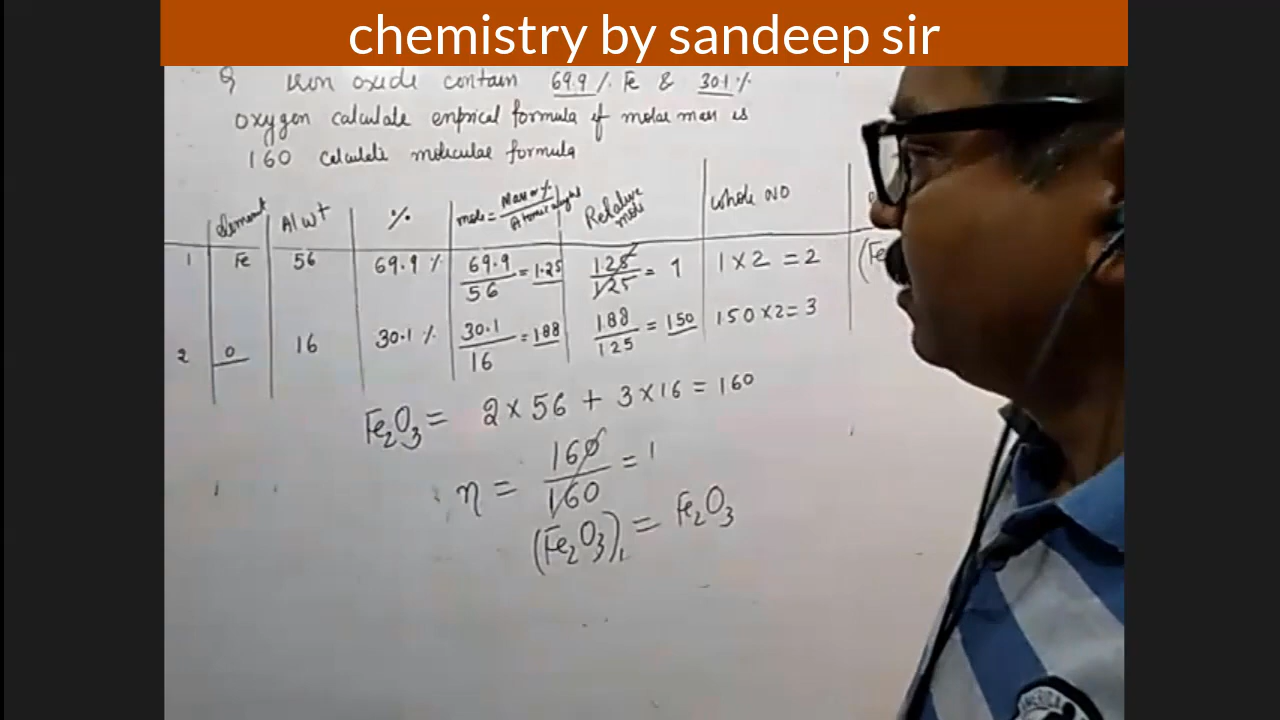 chemistry by sandeep sir
Q Iron oxide contain 69.9 % Fe & 30.1 %
oxygen calculate emprical formula if molar mass is
160 calculate molecular formula
Element At wt % mole = Mass or % / Atomic weight Relative mole Whole NO
1 Fe 56 69.9 % 69.9/56 = 1.25 125/125 = 1 1 x 2 = 2 (Fe
2 O 16 30.1 % 30.1/16 = 188 188/125 = 150 150 x 2 = 3
Fe₂O₃ = 2 x 56 + 3 x 16 = 160
η = 160/160 = 1
(Fe₂O₃)₁ = Fe₂O₃
AMERICA